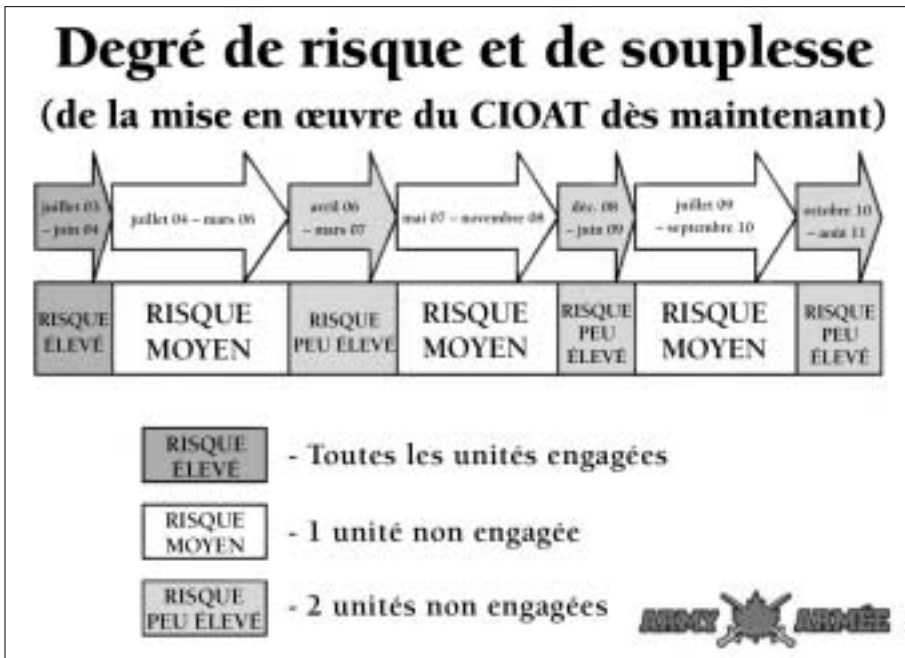 Degré de risque et de souplesse
(de la mise en œuvre du CIOAT dès maintenant)
juillet 03
– juin 04
juillet 04 – mars 06
avril 06
– mars 07
mai 07 – novembre 08
déc. 08
– juin 09
juillet 09
– septembre 10
octobre 10
– août 11
RISQUE
ÉLEVÉ
RISQUE
MOYEN
RISQUE
PEU ÉLEVÉ
RISQUE
MOYEN
RISQUE
PEU
ÉLEVÉ
RISQUE
MOYEN
RISQUE
PEU
ÉLEVÉ
RISQUE
ÉLEVÉ
- Toutes les unités engagées
RISQUE
MOYEN
- 1 unité non engagée
RISQUE
PEU ÉLEVÉ
- 2 unités non engagées
ARMY ARMÉE